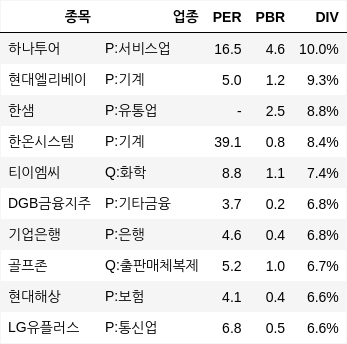 종목 업종 PER PBR DIV
하나투어 P:서비스업 16.5 4.6 10.0%
현대엘리베이 P:기계 5.0 1.2 9.3%
한샘 P:유통업 - 2.5 8.8%
한온시스템 P:기계 39.1 0.8 8.4%
티이엠씨 Q:화학 8.8 1.1 7.4%
DGB금융지주 P:기타금융 3.7 0.2 6.8%
기업은행 P:은행 4.6 0.4 6.8%
골프존 Q:출판매체복제 5.2 1.0 6.7%
현대해상 P:보험 4.1 0.4 6.6%
LG유플러스 P:통신업 6.8 0.5 6.6%